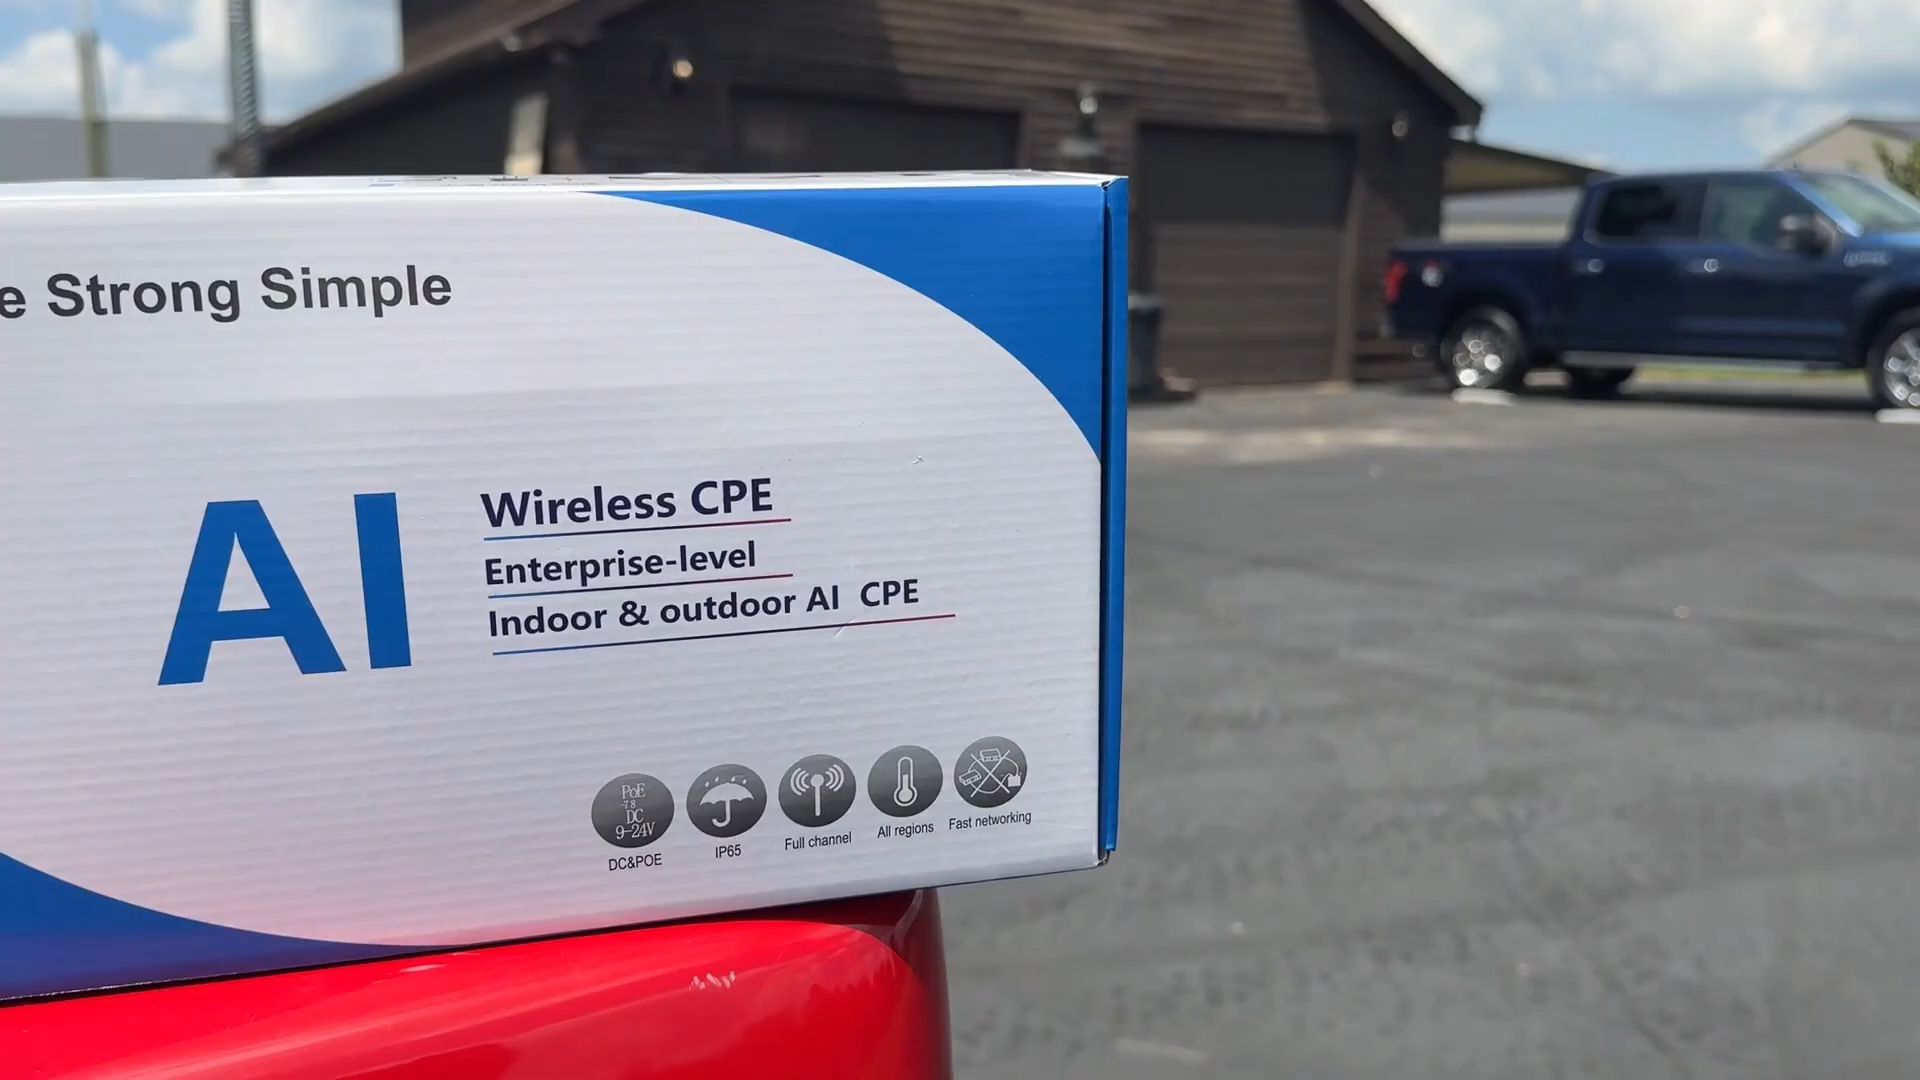 e Strong Simple
AI
Wireless CPE
Enterprise-level
Indoor & outdoor AI CPE
PoE
-78
DC
9-24V
DC&POE
IP65
Full channel
All regions
Fast networking